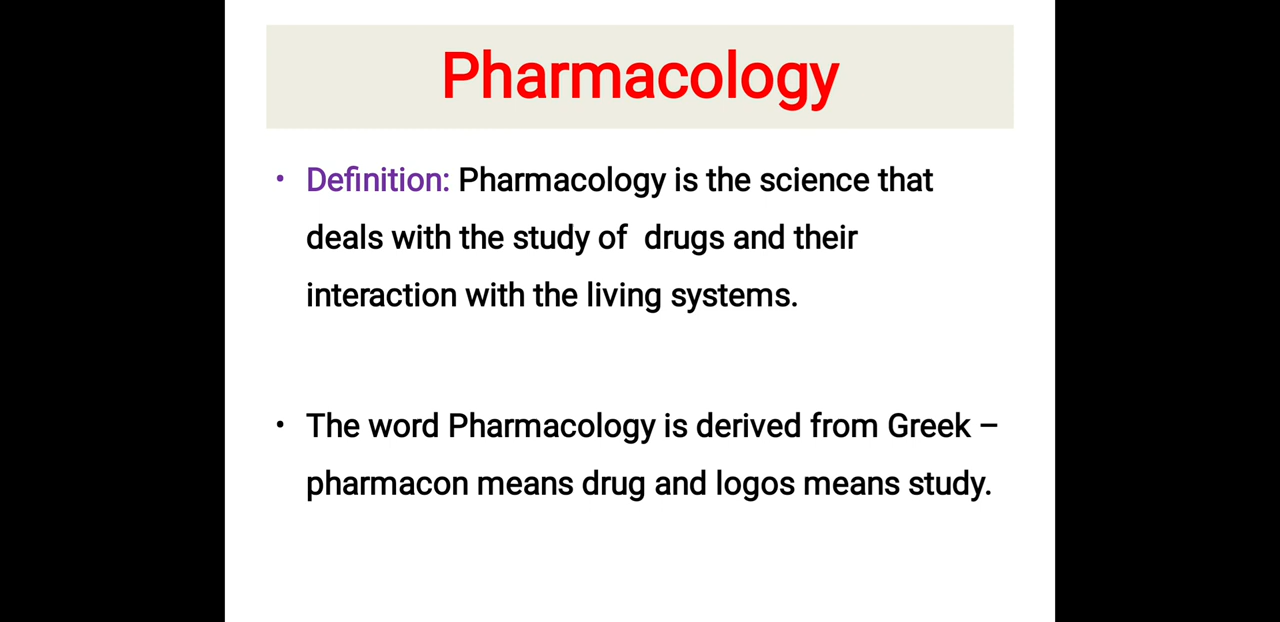 Pharmacology
• Definition: Pharmacology is the science that
deals with the study of  drugs and their
interaction with the living systems.
• The word Pharmacology is derived from Greek –
pharmacon means drug and logos means study.